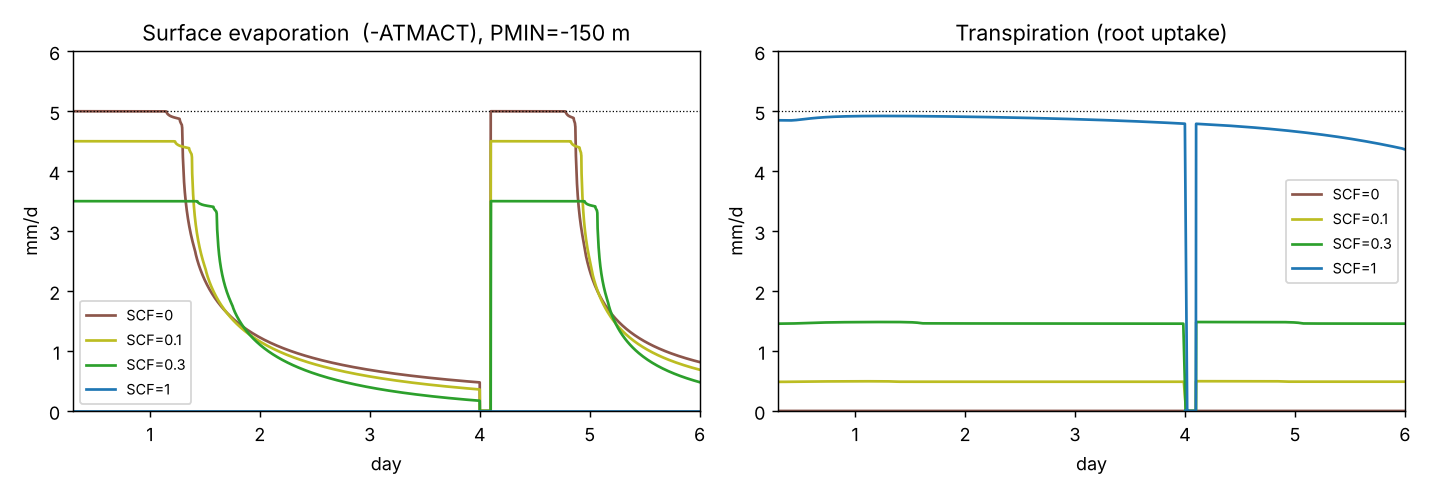 Surface evaporation (-ATMACT), PMIN=-150 m
6
5
4
3
2
1
0
mm/d
SCF=0
SCF=0.1
SCF=0.3
SCF=1
1
2
3
4
5
6
day
Transpiration (root uptake)
6
5
4
3
2
1
0
mm/d
SCF=0
SCF=0.1
SCF=0.3
SCF=1
1
2
3
4
5
6
day